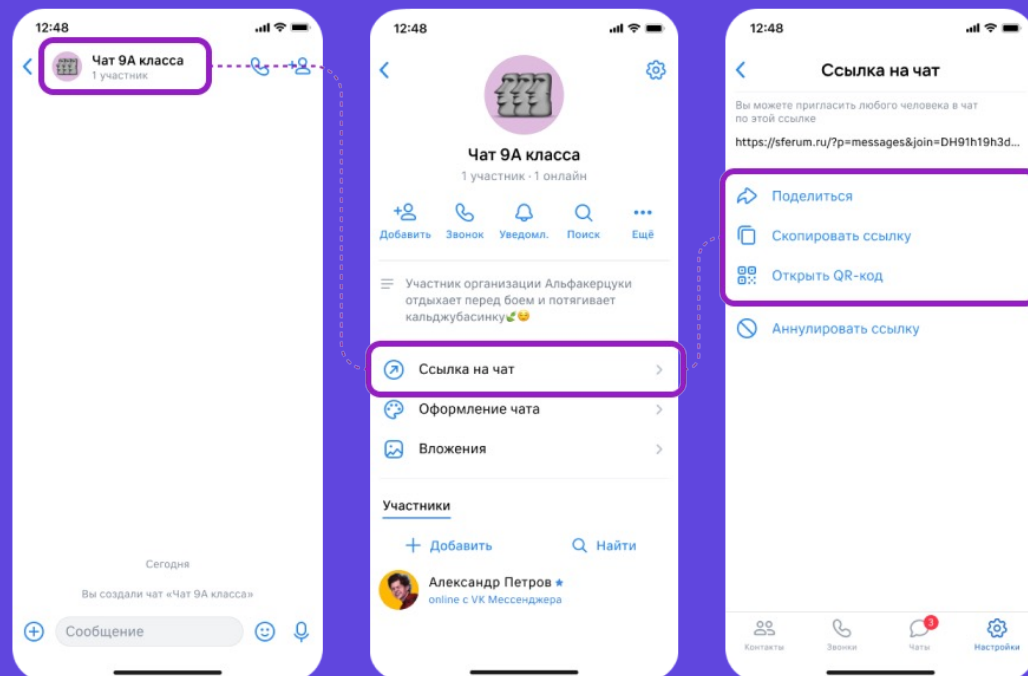 12:48
Чат 9А класса
1 участник
Сегодня
Вы создали чат «Чат 9А класса»
Сообщение
12:48
Чат 9А класса
1 участник · 1 онлайн
Добавить Звонок Уведомл. Поиск Ещё
Участник организации Альфакерцуки
отдыхает перед боем и потягивает
кальджубасинку🌿☺️
Ссылка на чат
Оформление чата
Вложения
Участники
Добавить Найти
Александр Петров
online с VK Мессенджера
12:48
Ссылка на чат
Вы можете пригласить любого человека в чат
по этой ссылке
https://sferum.ru/?p=messages&join=DH91h19h3d...
Поделиться
Скопировать ссылку
Открыть QR-код
Аннулировать ссылку
3
Контакты Звонки Чаты Настройки